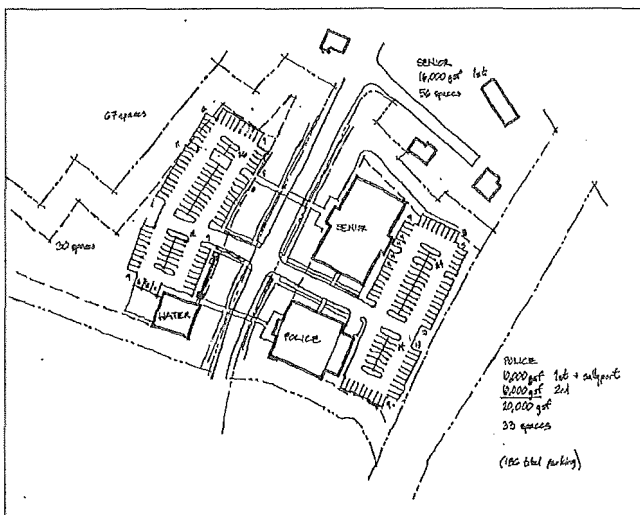 SENIOR
16,000 gsf 1st
56 spaces
67 spaces
30 spaces
SENIOR
WATER
POLICE
POLICE
10,000 gsf 1st + sallyport
10,000 gsf 2nd
20,000 gsf
33 spaces
(186 total parking)